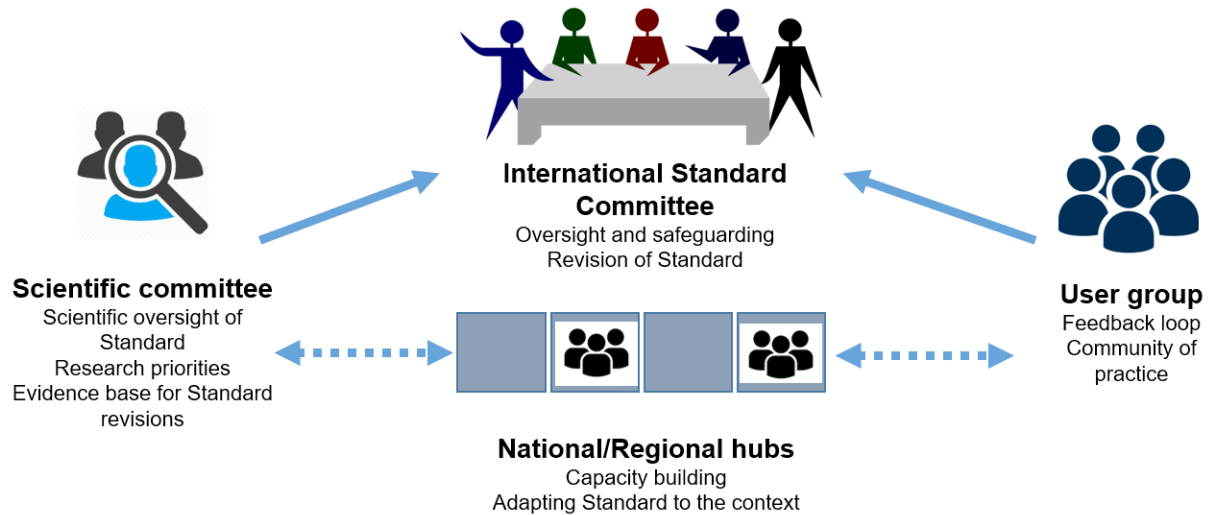 International Standard
Committee
Oversight and safeguarding
Revision of Standard
Scientific committee
Scientific oversight of
Standard
Research priorities
Evidence base for Standard
revisions
User group
Feedback loop
Community of
practice
National/Regional hubs
Capacity building
Adapting Standard to the context